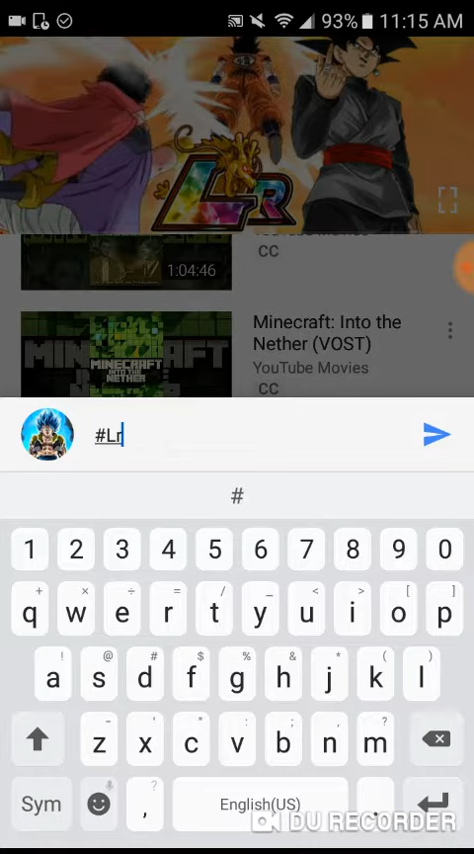 93% 11:15 AM
LR
1:04:46
CC
MINECRAFT
INTO THE
NETHER
Minecraft: Into the
Nether (VOST)
YouTube Movies
CC
#Lr
#
1 2 3 4 5 6 7 8 9 0
+ × ÷ = / _ < > [ ]
q w e r t y u i o p
! @ # $ % & * ( )
a s d f g h j k l
- ' " : ; , ?
z x c v b n m
Sym , ? English(US) .
DU RECORDER